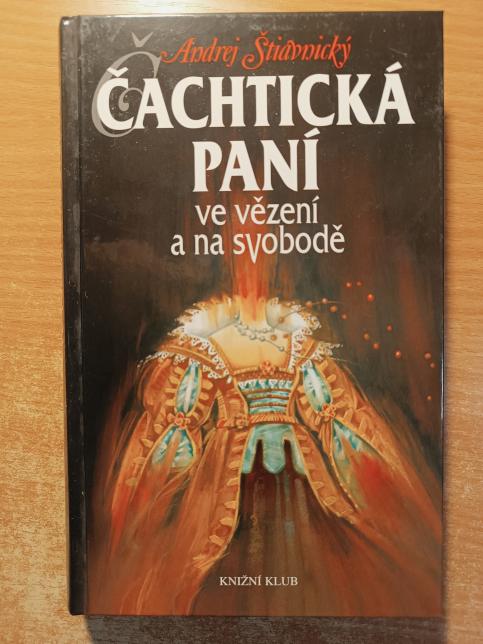 Andrej Štiavnický
ČACHTICKÁ
PANÍ
ve vězení
a na svobodě
KNIŽNÍ KLUB